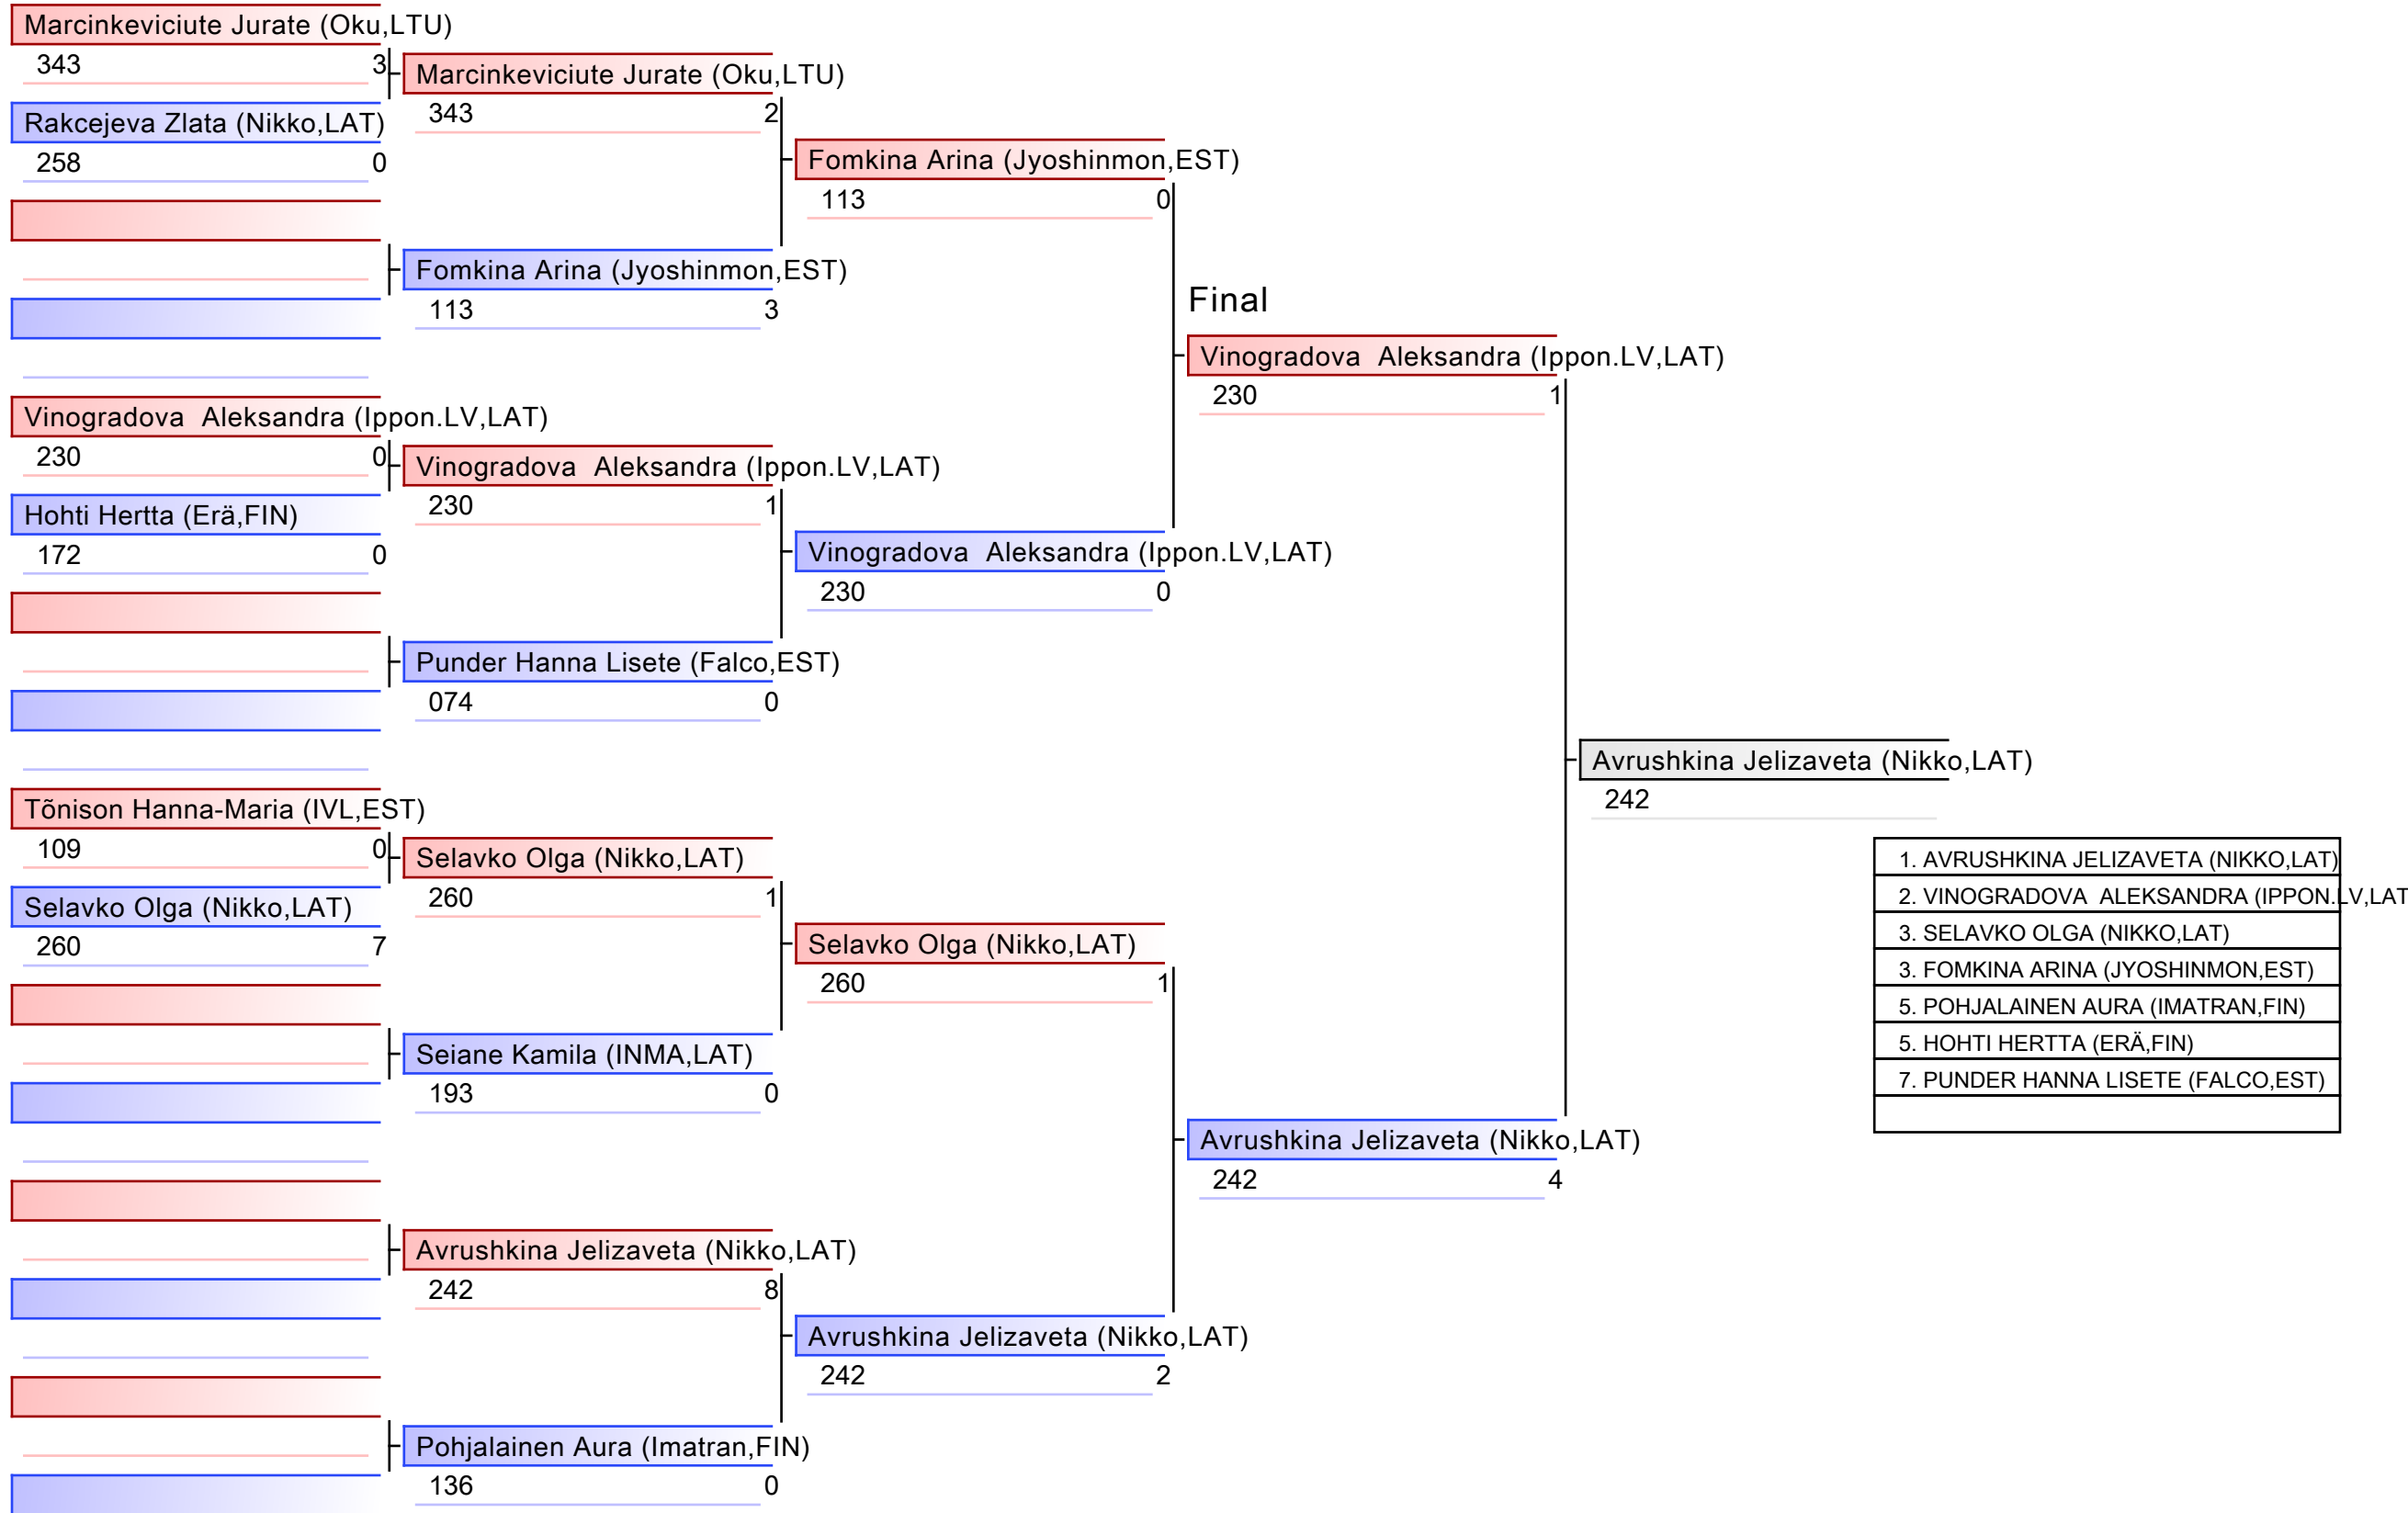 Marcinkeviciute Jurate (Oku,LTU)
343 3
Rakcejeva Zlata (Nikko,LAT)
258 0
Vinogradova  Aleksandra (Ippon.LV,LAT)
230 0
Hohti Hertta (Erä,FIN)
172 0
Tõnison Hanna-Maria (IVL,EST)
109 0
Selavko Olga (Nikko,LAT)
260 7
Marcinkeviciute Jurate (Oku,LTU)
343 2
Fomkina Arina (Jyoshinmon,EST)
113 3
Vinogradova  Aleksandra (Ippon.LV,LAT)
230 1
Punder Hanna Lisete (Falco,EST)
074 0
Selavko Olga (Nikko,LAT)
260 1
Seiane Kamila (INMA,LAT)
193 0
Avrushkina Jelizaveta (Nikko,LAT)
242 8
Pohjalainen Aura (Imatran,FIN)
136 0
Fomkina Arina (Jyoshinmon,EST)
113 0
Vinogradova  Aleksandra (Ippon.LV,LAT)
230 0
Selavko Olga (Nikko,LAT)
260 1
Avrushkina Jelizaveta (Nikko,LAT)
242 2
Final
Vinogradova  Aleksandra (Ippon.LV,LAT)
230 1
Avrushkina Jelizaveta (Nikko,LAT)
242 4
Avrushkina Jelizaveta (Nikko,LAT)
242
1. AVRUSHKINA JELIZAVETA (NIKKO,LAT)
2. VINOGRADOVA  ALEKSANDRA (IPPON.LV,LAT
3. SELAVKO OLGA (NIKKO,LAT)
3. FOMKINA ARINA (JYOSHINMON,EST)
5. POHJALAINEN AURA (IMATRAN,FIN)
5. HOHTI HERTTA (ERÄ,FIN)
7. PUNDER HANNA LISETE (FALCO,EST)